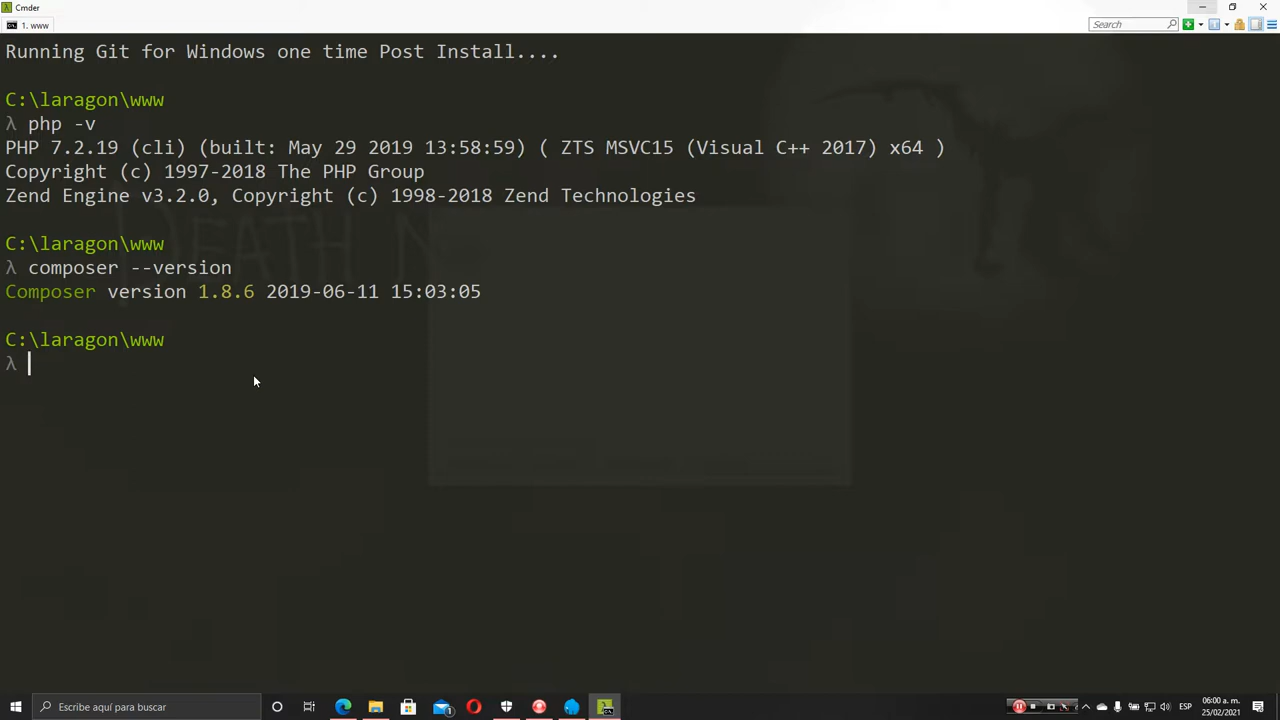 Cmder
1. www
Search
Running Git for Windows one time Post Install....
C:\laragon\www
λ php -v
PHP 7.2.19 (cli) (built: May 29 2019 13:58:59) ( ZTS MSVC15 (Visual C++ 2017) x64 )
Copyright (c) 1997-2018 The PHP Group
Zend Engine v3.2.0, Copyright (c) 1998-2018 Zend Technologies
C:\laragon\www
λ composer --version
Composer version 1.8.6 2019-06-11 15:03:05
C:\laragon\www
λ
DEATH N
Escribe aquí para buscar
1
ESP
06:00 a. m.
25/02/2021